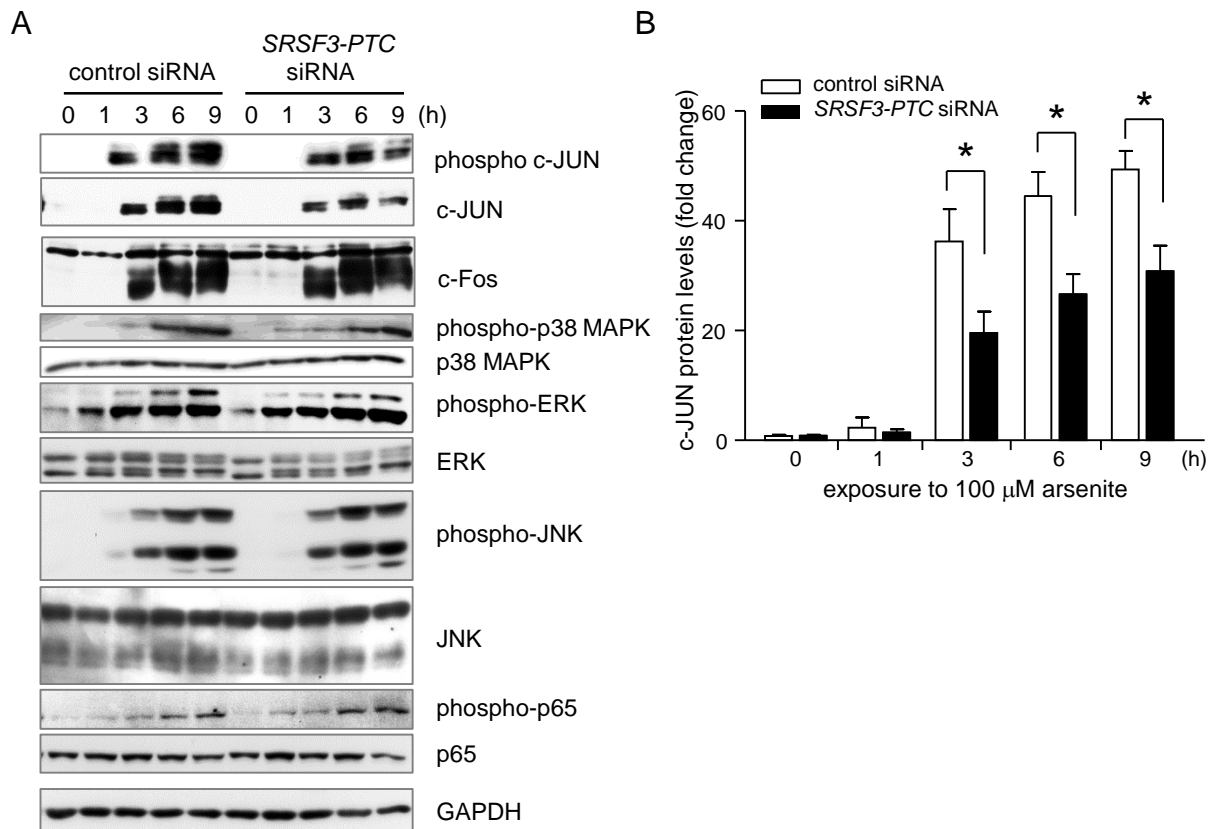 A
control siRNA
SRSF3-PTC
siRNA
0 1 3 6 9 0 1 3 6 9 (h)
phospho c-JUN
c-JUN
c-Fos
phospho-p38 MAPK
p38 MAPK
phospho-ERK
ERK
phospho-JNK
JNK
phospho-p65
p65
GAPDH
B
control siRNA
SRSF3-PTC siRNA
c-JUN protein levels (fold change)
60
40
20
0
* * *
0 1 3 6 9 (h)
exposure to 100 μM arsenite